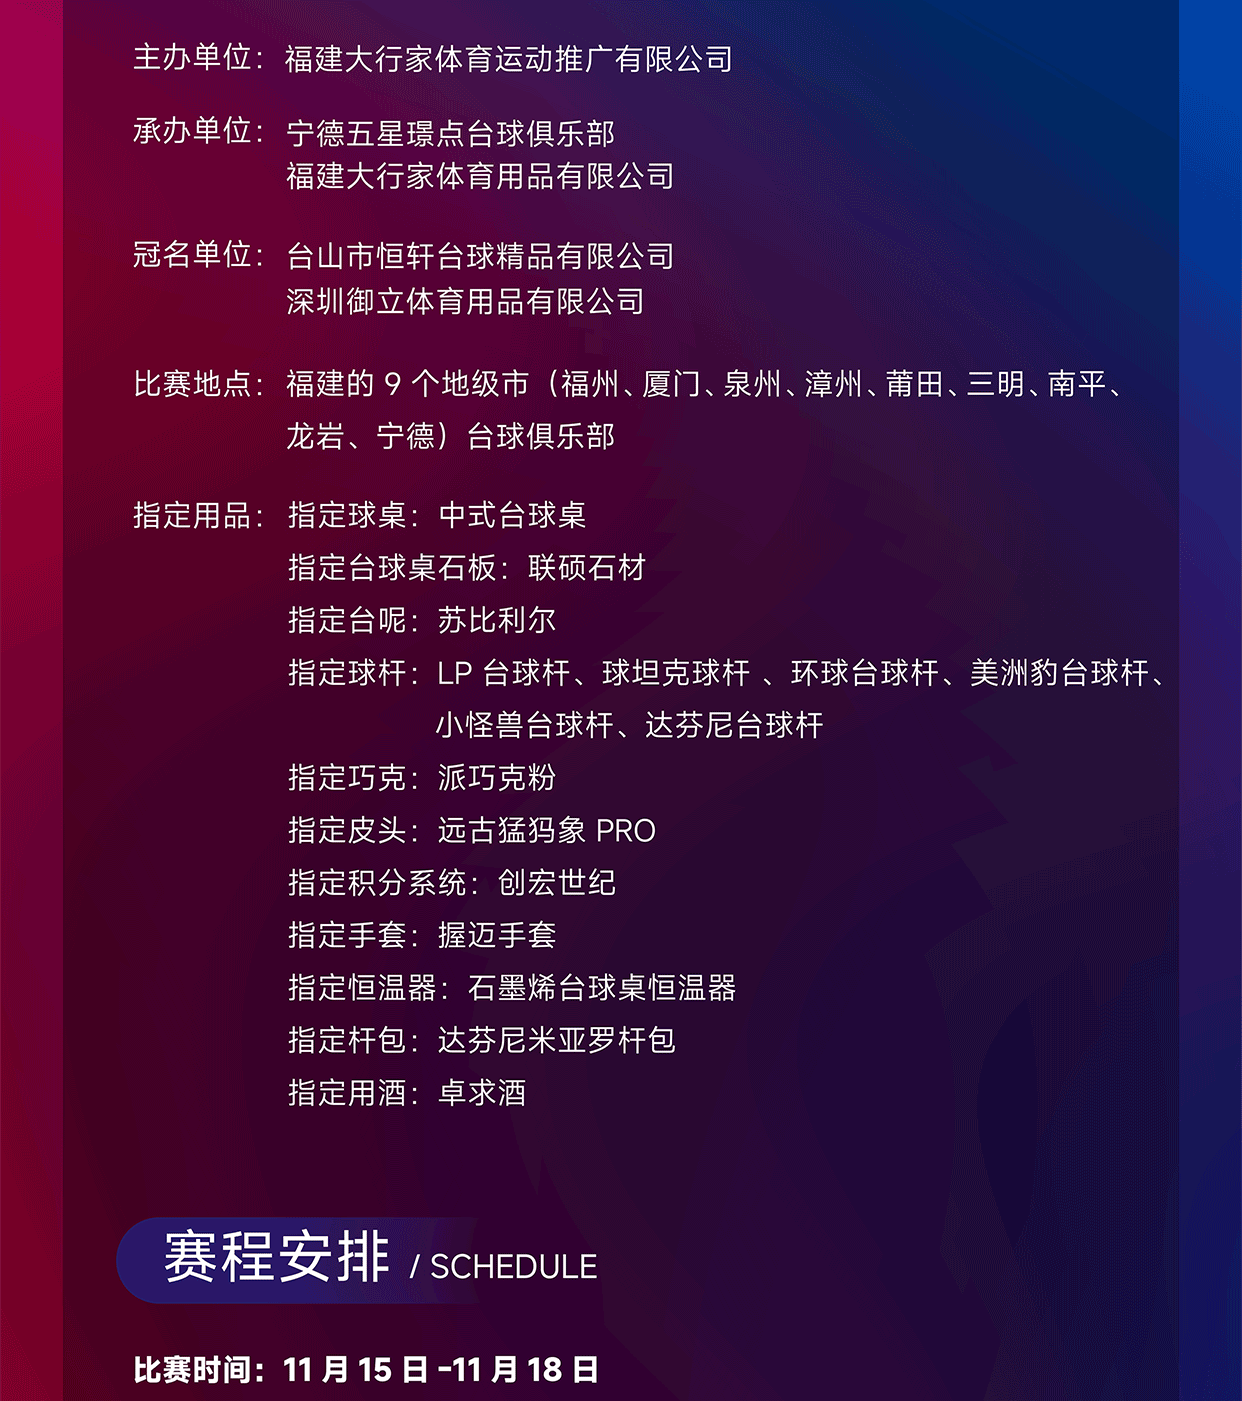 主办单位：福建大行家体育运动推广有限公司
承办单位：宁德五星璟点台球俱乐部
福建大行家体育用品有限公司
冠名单位：台山市恒轩台球精品有限公司
深圳御立体育用品有限公司
比赛地点：福建的 9 个地级市（福州、厦门、泉州、漳州、莆田、三明、南平、
龙岩、宁德）台球俱乐部
指定用品：指定球桌：中式台球桌
指定台球桌石板：联硕石材
指定台呢：苏比利尔
指定球杆：LP 台球杆、球坦克球杆 、环球台球杆、美洲豹台球杆、
小怪兽台球杆、达芬尼台球杆
指定巧克：派巧克粉
指定皮头：远古猛犸象 PRO
指定积分系统：创宏世纪
指定手套：握迈手套
指定恒温器：石墨烯台球桌恒温器
指定杆包：达芬尼米亚罗杆包
指定用酒：卓求酒
赛程安排 / SCHEDULE
比赛时间：11 月 15 日 -11 月 18 日